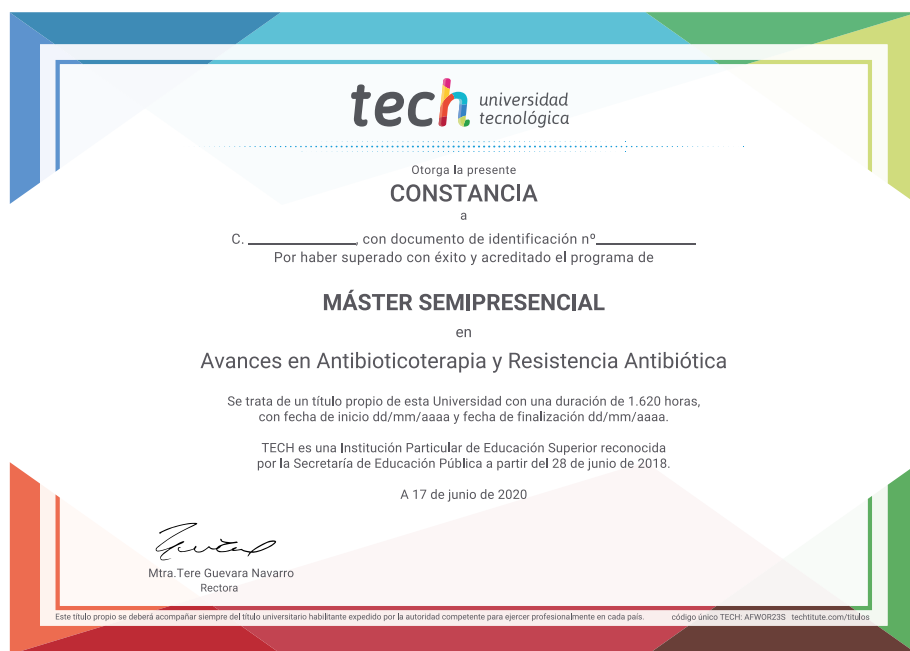 tech universidad
tecnológica
Otorga la presente
CONSTANCIA
a
C. ______________, con documento de identificación nº_____________
Por haber superado con éxito y acreditado el programa de
MÁSTER SEMIPRESENCIAL
en
Avances en Antibioticoterapia y Resistencia Antibiótica
Se trata de un título propio de esta Universidad con una duración de 1.620 horas,
con fecha de inicio dd/mm/aaaa y fecha de finalización dd/mm/aaaa.
TECH es una Institución Particular de Educación Superior reconocida
por la Secretaría de Educación Pública a partir del 28 de junio de 2018.
A 17 de junio de 2020
Mtra.Tere Guevara Navarro
Rectora
Este título propio se deberá acompañar siempre del título universitario habilitante expedido por la autoridad competente para ejercer profesionalmente en cada país. código único TECH: AFWOR23S techtitute.com/titulos